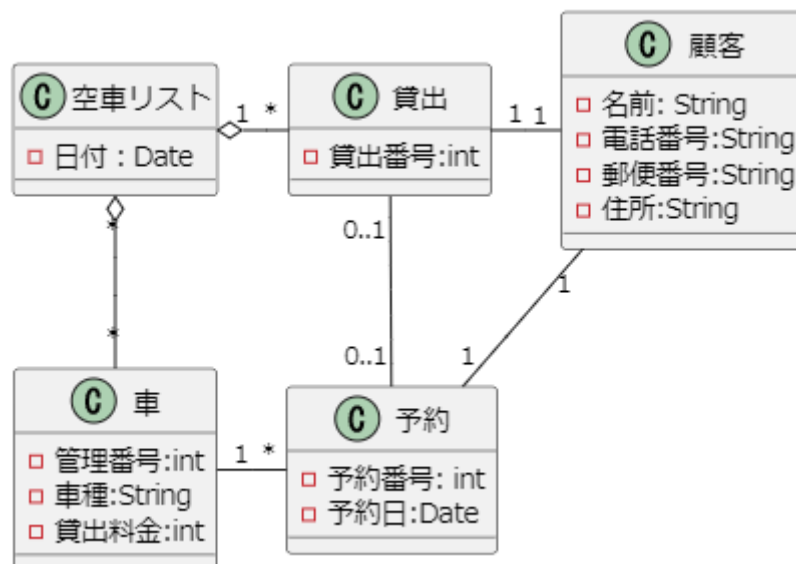 C 空車リスト
日付 : Date
1 *
C 貸出
貸出番号:int
1 1
C 顧客
名前: String
電話番号:String
郵便番号:String
住所:String
*
*
0..1
0..1
1
1
C 車
管理番号:int
車種:String
貸出料金:int
1 *
C 予約
予約番号: int
予約日:Date